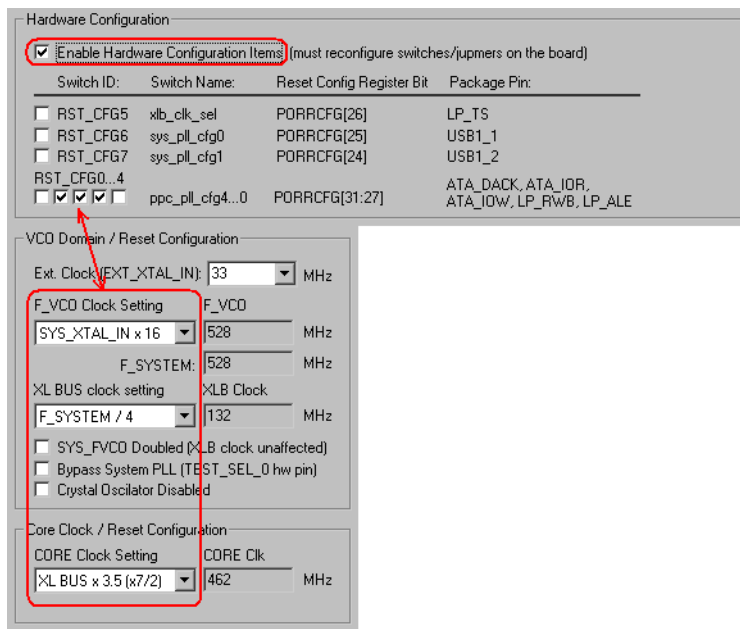 Hardware Configuration
Enable Hardware Configuration Items (must reconfigure switches/jupmers on the board)
Switch ID: Switch Name: Reset Config Register Bit Package Pin:
RST_CFG5 xlb_clk_sel PORRCFG[26] LP_TS
RST_CFG6 sys_pll_cfg0 PORRCFG[25] USB1_1
RST_CFG7 sys_pll_cfg1 PORRCFG[24] USB1_2
RST_CFG0...4
ppc_pll_cfg4...0 PORRCFG[31:27] ATA_DACK, ATA_IOR,
ATA_IOW, LP_RWB, LP_ALE
VCO Domain / Reset Configuration
Ext. Clock (EXT_XTAL_IN): 33 MHz
F_VCO Clock Setting F_VCO
SYS_XTAL_IN x 16 528 MHz
F_SYSTEM: 528 MHz
XL BUS clock setting XLB Clock
F_SYSTEM / 4 132 MHz
SYS_FVCO Doubled (XLB clock unaffected)
Bypass System PLL (TEST_SEL_0 hw pin)
Crystal Oscilator Disabled
Core Clock / Reset Configuration
CORE Clock Setting CORE Clk
XL BUS x 3.5 (x7/2) 462 MHz